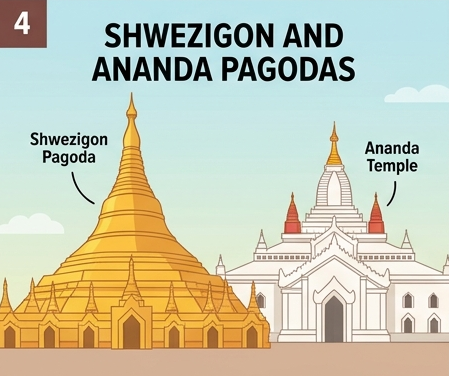 4
SHWEZIGON AND
ANANDA PAGODAS
Shwezigon
Pagoda
Ananda
Temple